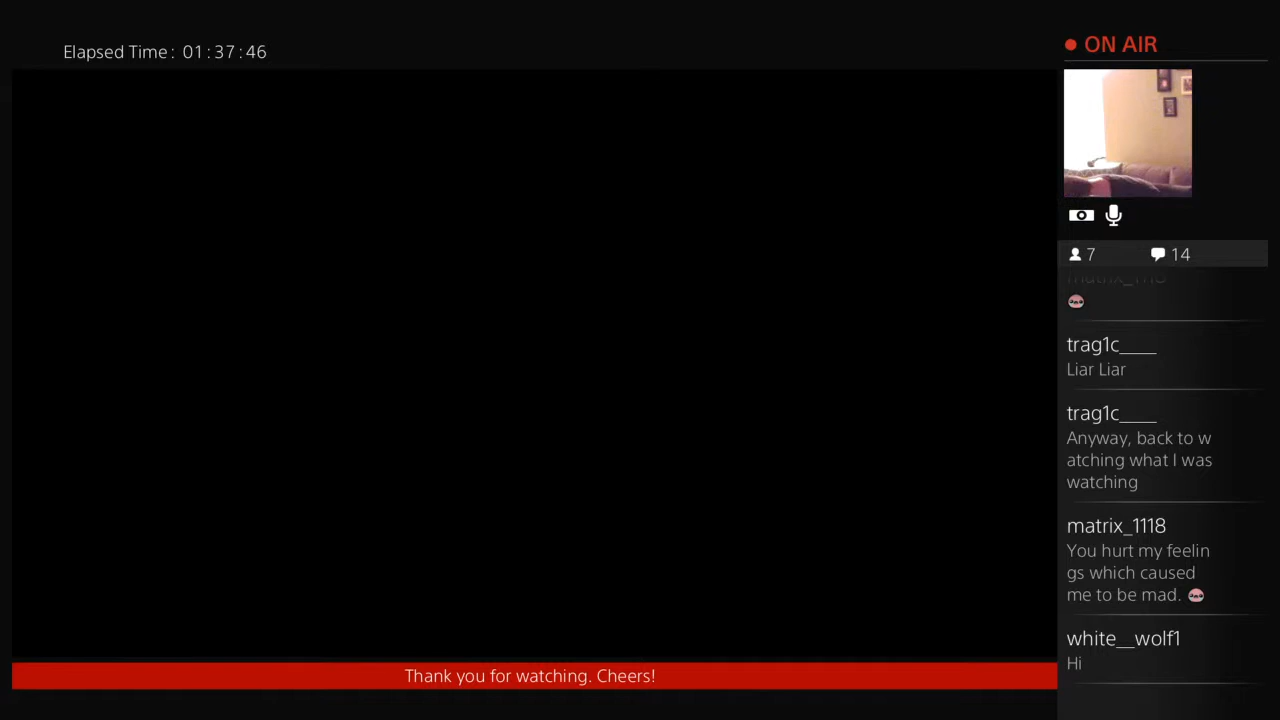 Elapsed Time: 01:37:46
ON AIR
7 14
matrix_1118
trag1c____
Liar Liar
trag1c____
Anyway, back to w
atching what I was
watching
matrix_1118
You hurt my feelin
gs which caused
me to be mad.
white__wolf1
Hi
Thank you for watching. Cheers!